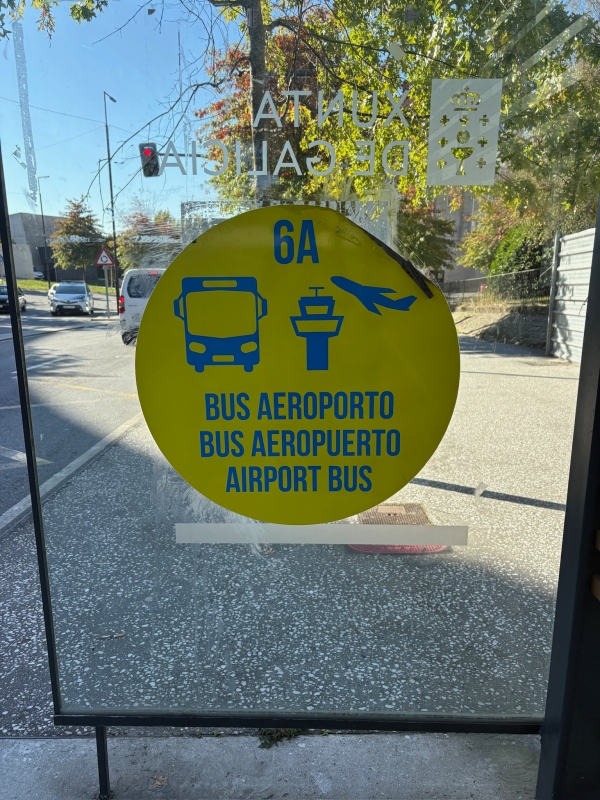 XUNTA
DE GALICIA
6A
BUS AEROPORTO
BUS AEROPUERTO
AIRPORT BUS